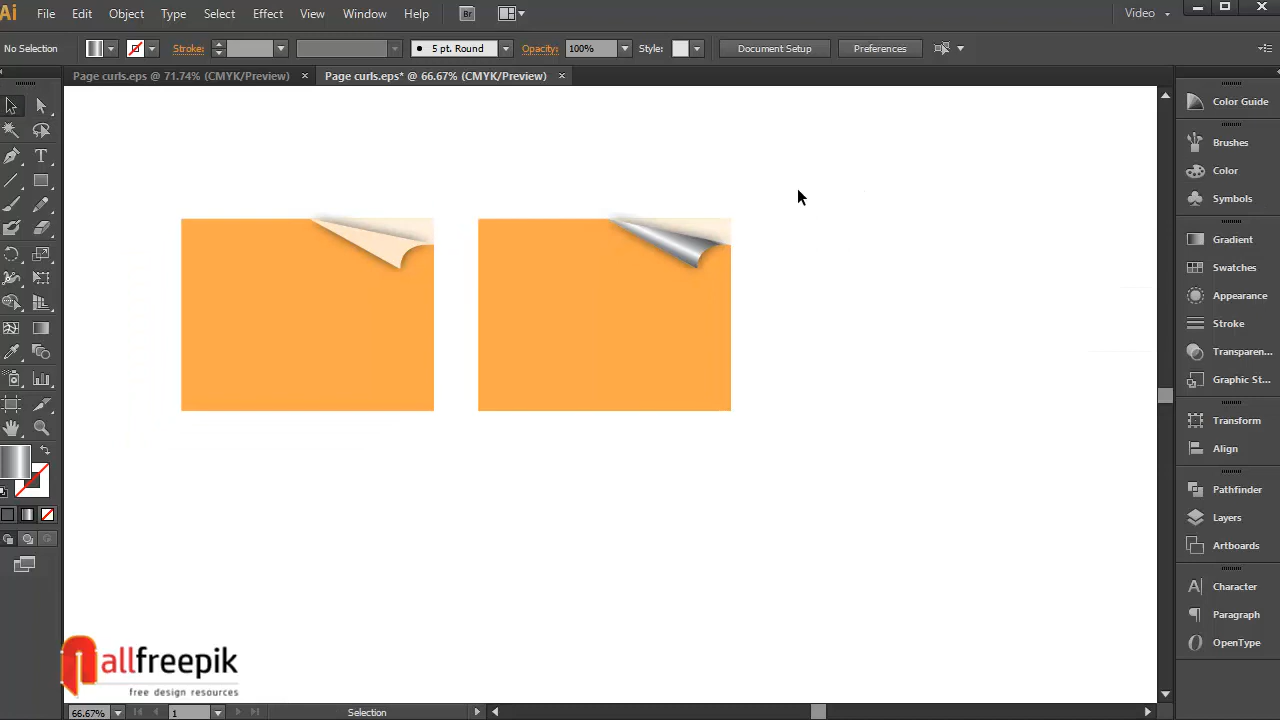 Ai File Edit Object Type Select Effect View Window Help Br Video
No Selection Stroke: 5 pt. Round Opacity: 100% Style: Document Setup Preferences
Page curls.eps @ 71.74% (CMYK/Preview) × Page curls.eps* @ 66.67% (CMYK/Preview) ×
Color Guide
Brushes
Color
Symbols
Gradient
Swatches
Appearance
Stroke
Transparen...
Graphic St...
Transform
Align
Pathfinder
Layers
Artboards
Character
Paragraph
OpenType
allfreepik
free design resources
66.67% 1 Selection